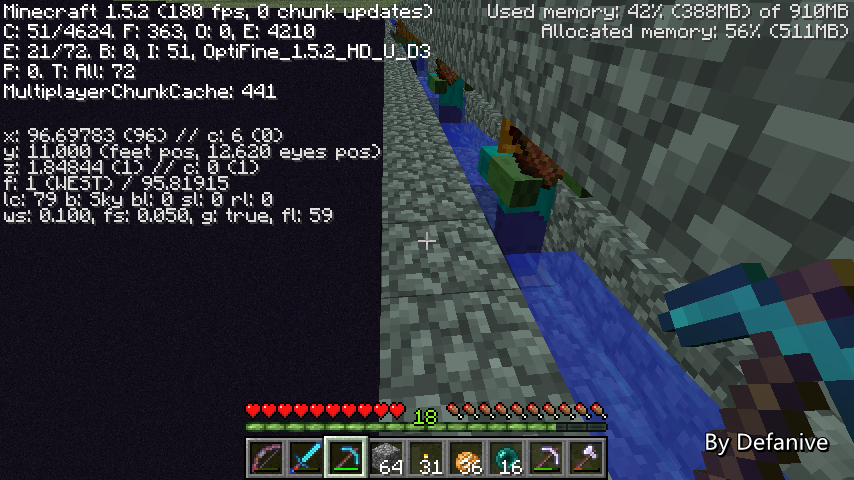 Minecraft 1.5.2 (180 fps, 0 chunk updates)
C: 51/4624, F: 363, O: 0, E: 4210
E: 21/72, B: 0, I: 51, OptiFine_1.5.2_HD_U_D3
P: 0, T: All: 72
MultiplayerChunkCache: 441
x: 96.69783 (96) // c: 6 (0)
y: 11.000 (feet pos, 12.620 eyes pos)
z: 1.84844 (1) // c: 0 (1)
f: 1 (WEST) / 95.81915
lc: 79 b: Sky bl: 0 sl: 0 rl: 0
ws: 0.100, fs: 0.050, g: true, fl: 59
Used memory: 42% (388MB) of 910MB
Allocated memory: 56% (511MB)
18
64
31
36
16
By Defanive